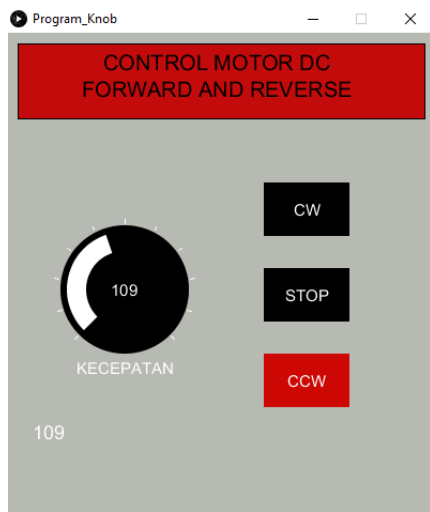 Program_Knob
CONTROL MOTOR DC
FORWARD AND REVERSE
CW
109
STOP
KECEPATAN
CCW
109